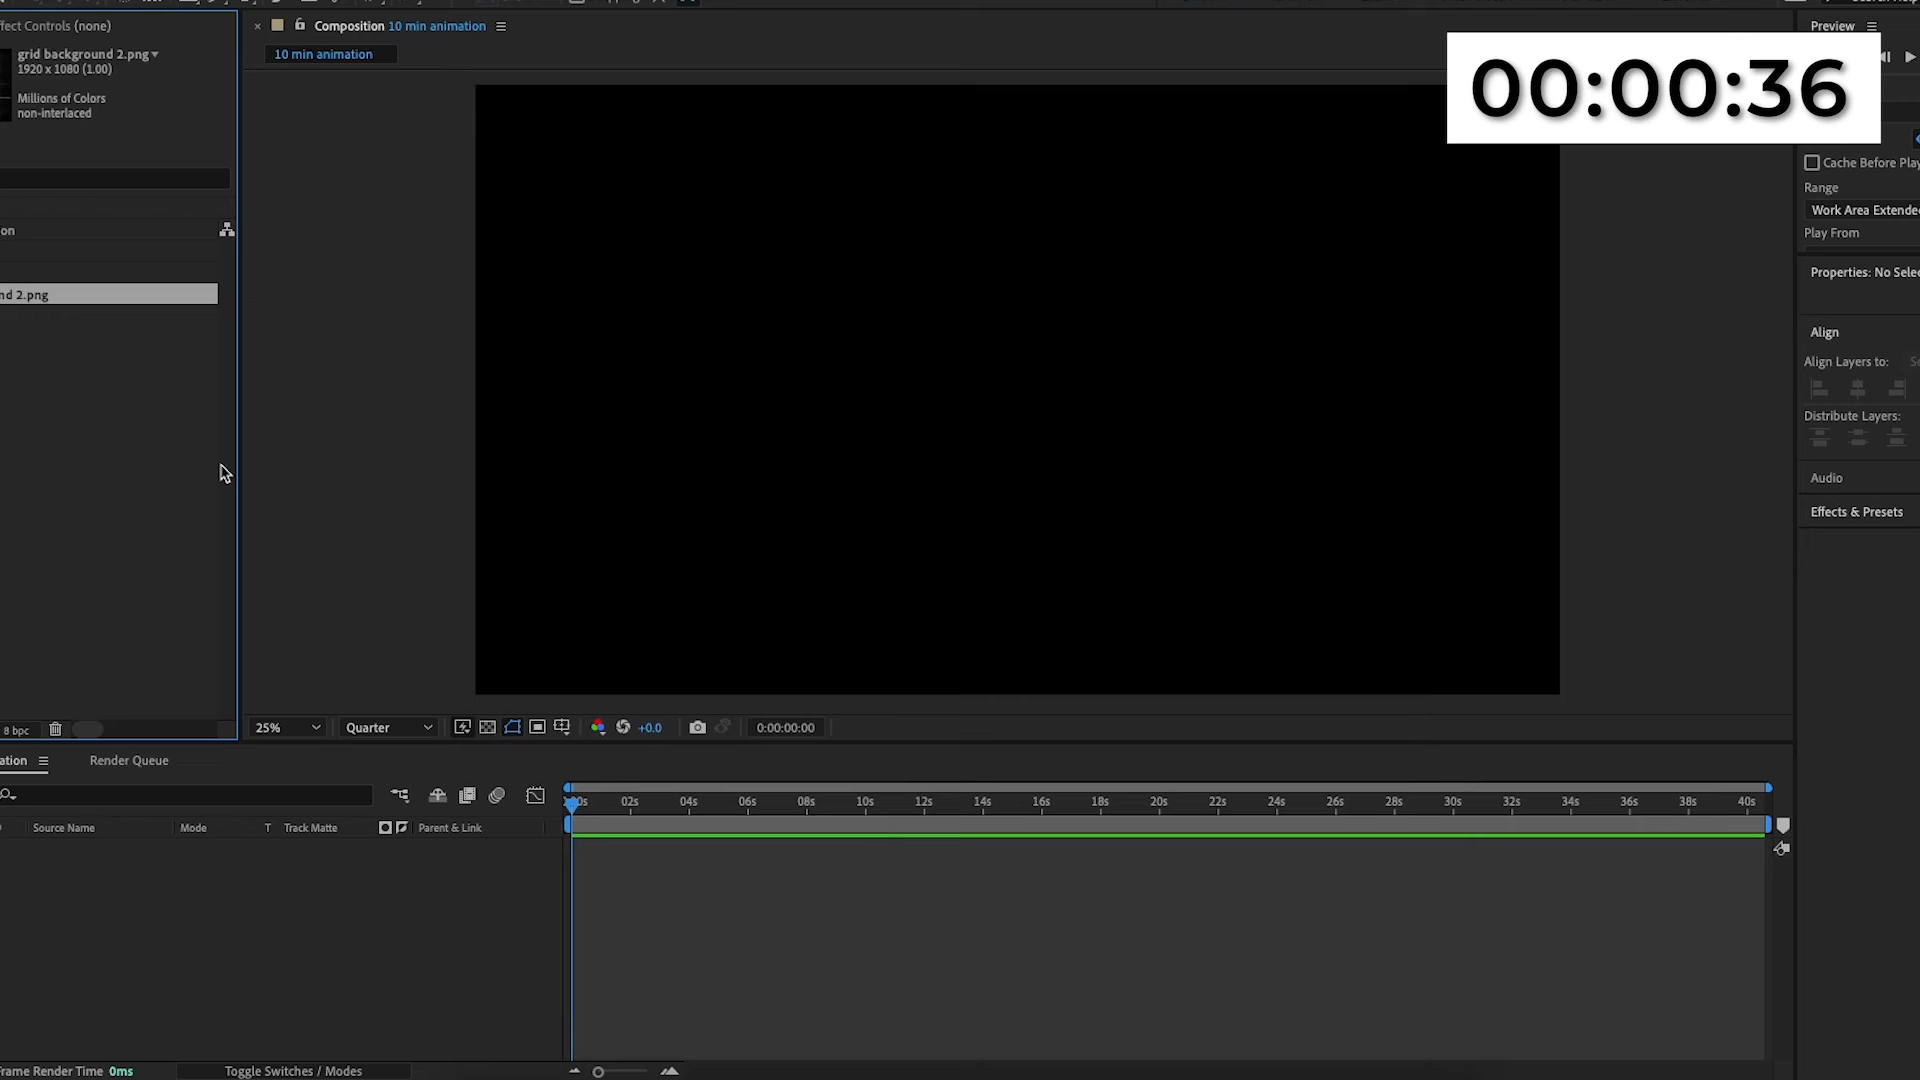 ffect Controls (none)
grid background 2.png
1920 x 1080 (1.00)
Millions of Colors
non-interlaced
on
nd 2.png
8 bpc
Composition 10 min animation
10 min animation
00:00:36
Preview
Cache Before Play
Range
Work Area Extended
Play From
Properties: No Selec
Align
Align Layers to:
Distribute Layers:
Audio
Effects & Presets
25%
Quarter
+0.0
0:00:00:00
ation
Render Queue
Source Name
Mode
T
Track Matte
Parent & Link
00s 02s 04s 06s 08s 10s 12s 14s 16s 18s 20s 22s 24s 26s 28s 30s 32s 34s 36s 38s 40s
Frame Render Time 0ms
Toggle Switches / Modes